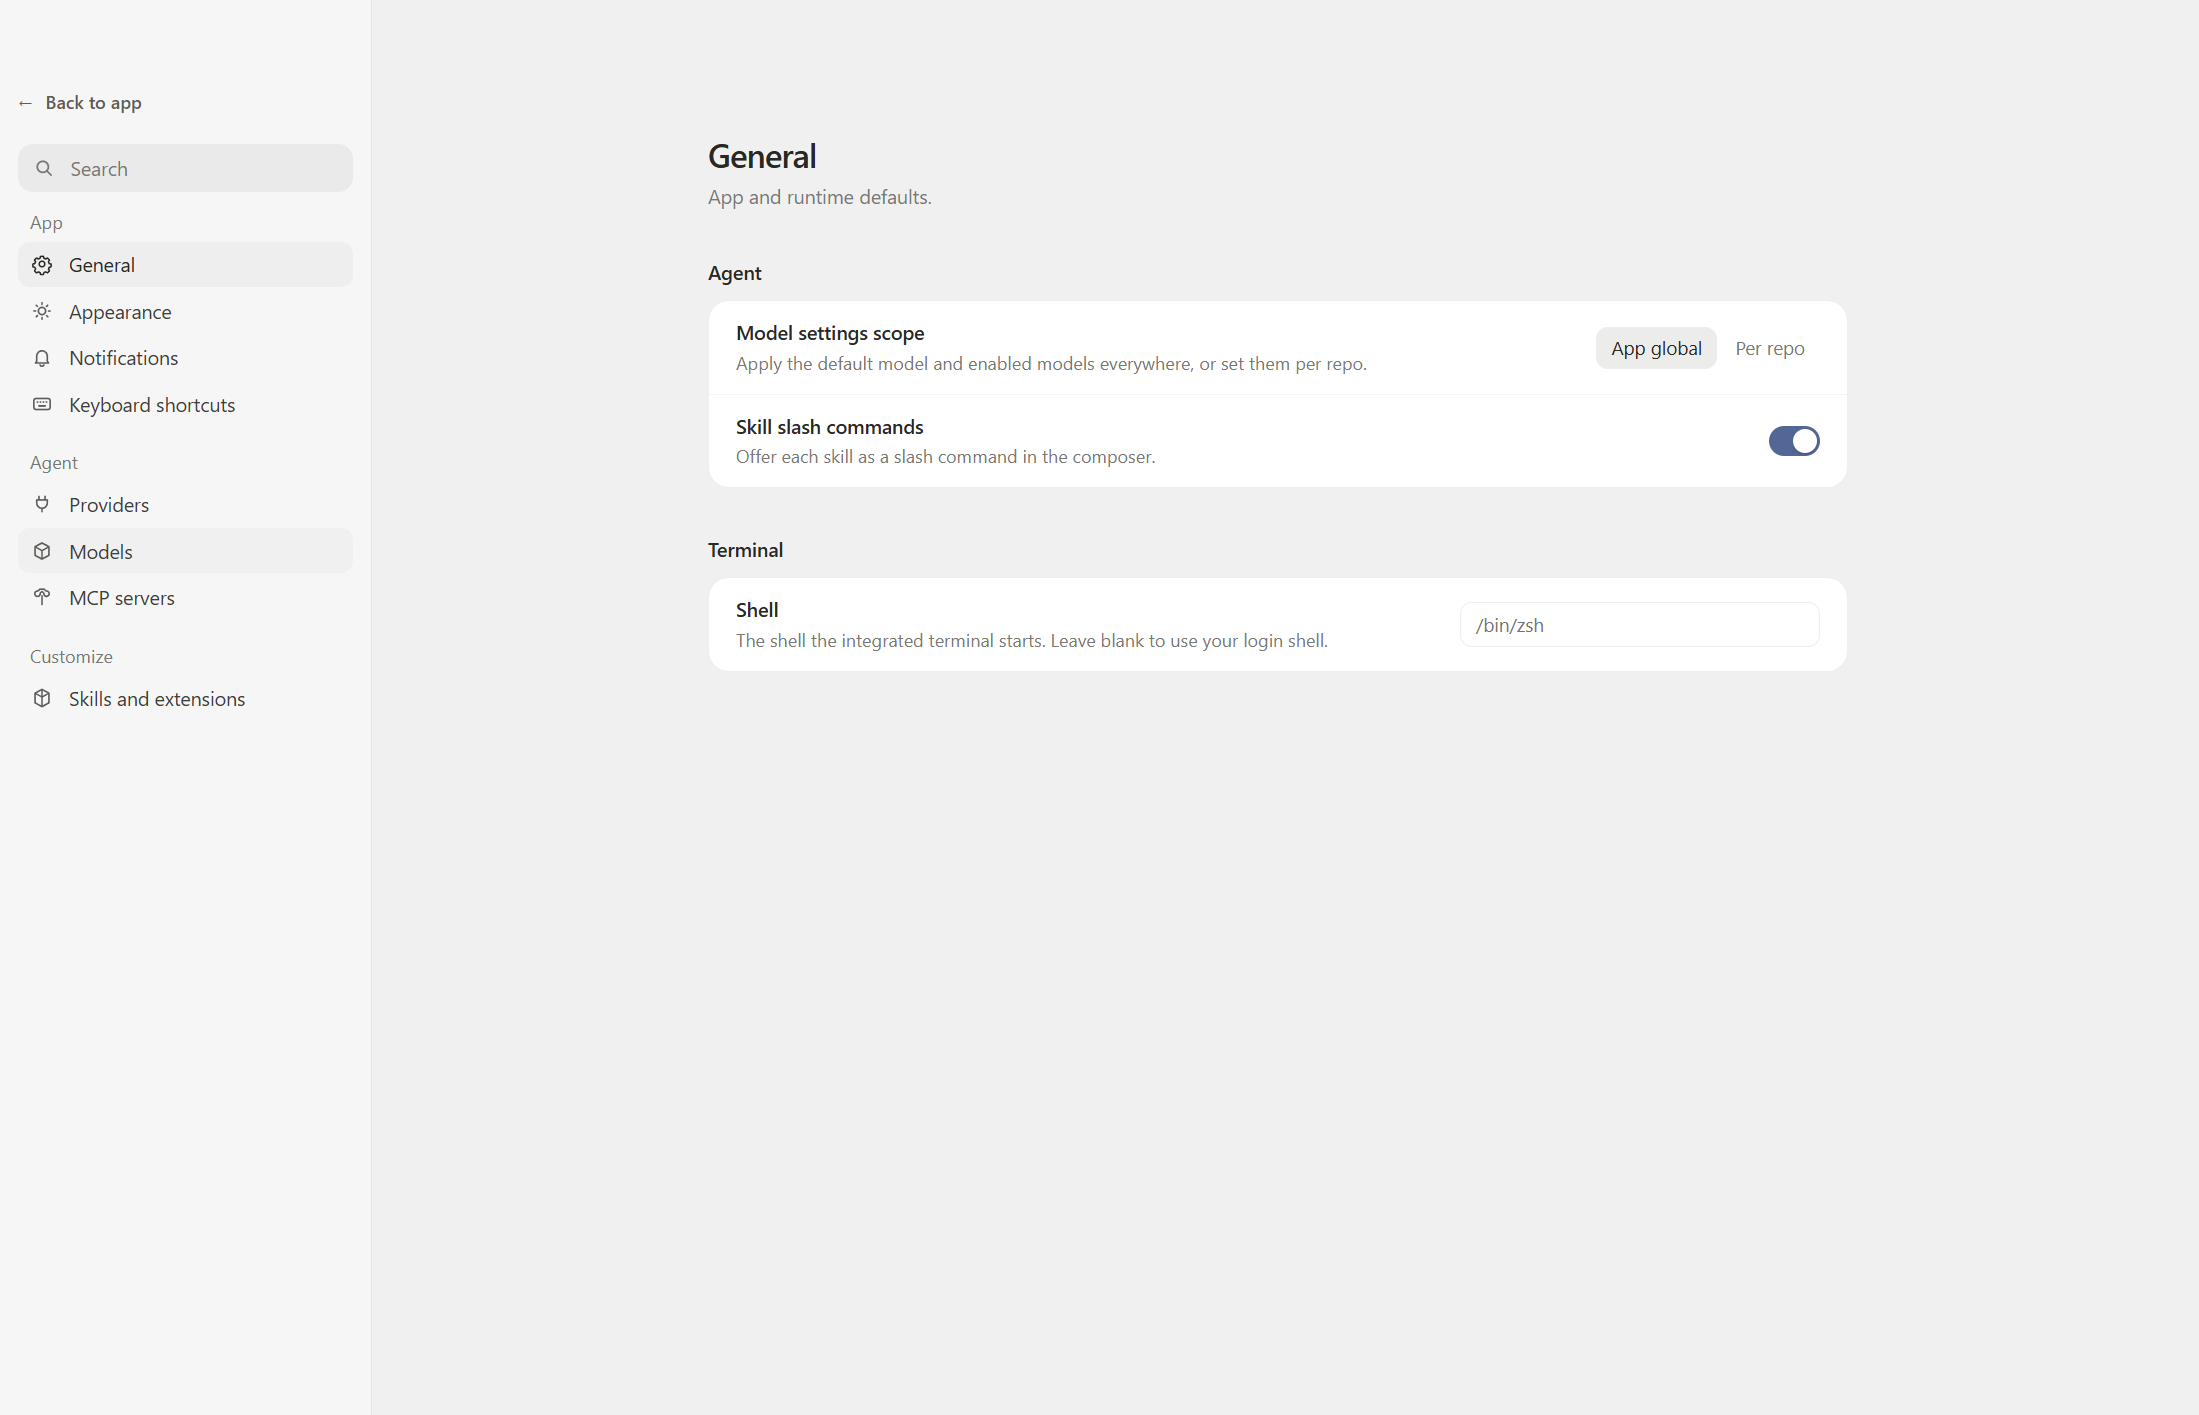 ← Back to app
Search
App
General
Appearance
Notifications
Keyboard shortcuts
Agent
Providers
Models
MCP servers
Customize
Skills and extensions
General
App and runtime defaults.
Agent
Model settings scope
Apply the default model and enabled models everywhere, or set them per repo.
App global
Per repo
Skill slash commands
Offer each skill as a slash command in the composer.
Terminal
Shell
The shell the integrated terminal starts. Leave blank to use your login shell.
/bin/zsh